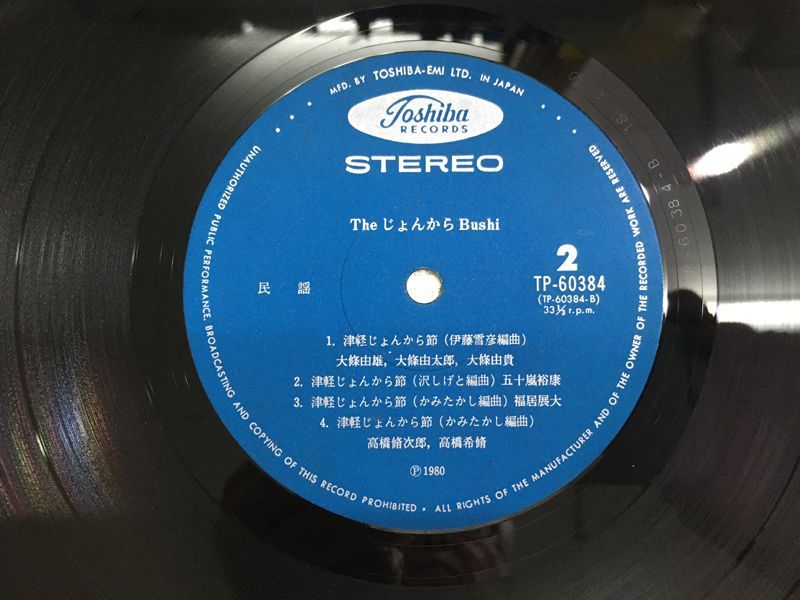 MFD. BY TOSHIBA-EMI LTD. IN JAPAN
Toshiba
RECORDS
STEREO
The じょんから Bushi
2
TP-60384
(TP-60384-B)
33⅓ r.p.m.
民 謡
1. 津軽じょんから節（伊藤雪彦編曲）
大條由雄，大條由太郎，大條由貴
2. 津軽じょんから節（沢しげと編曲）五十嵐裕康
3. 津軽じょんから節（かみたかし編曲）福居展大
4. 津軽じょんから節（かみたかし編曲）
高橋脩次郎，高橋希脩
Ⓟ 1980
UNAUTHORIZED PUBLIC PERFORMANCE, BROADCASTING AND COPYING OF THIS RECORD PROHIBITED • ALL RIGHTS OF THE MANUFACTURER AND OF THE OWNER OF THE RECORDED WORK ARE RESERVED
-60384-B 1S